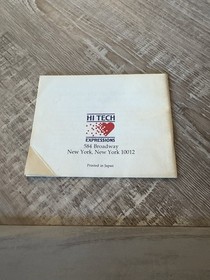 HI TECH
EXPRESSIONS
584 Broadway
New York, New York 10012
Printed in Japan